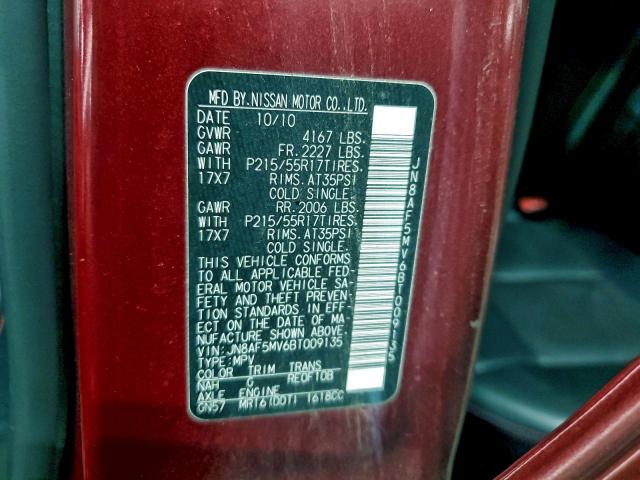 MFD BY.NISSAN MOTOR CO.,LTD.
DATE 10/10
GVWR 4167 LBS.
GAWR FR. 2227 LBS.
WITH P215/55R17TIRES.
17X7 RIMS. AT35PSI
COLD SINGLE.
GAWR RR. 2006 LBS.
WITH P215/55R17TIRES.
17X7 RIMS. AT35PSI
COLD SINGLE.
THIS VEHICLE CONFORMS
TO ALL APPLICABLE FED-
ERAL MOTOR VEHICLE SA-
FETY AND THEFT PREVEN-
TION STANDARDS IN EFF-
ECT ON THE DATE OF MA-
NUFACTURE SHOWN ABOVE.
VIN: JN8AF5MV6BT009135
TYPE: MPV
COLOR TRIM TRANS
NAH G RE0F10B
AXLE ENGINE
GN57 MR16(DDT) 1618CC
JN8AF5MV6BT009135